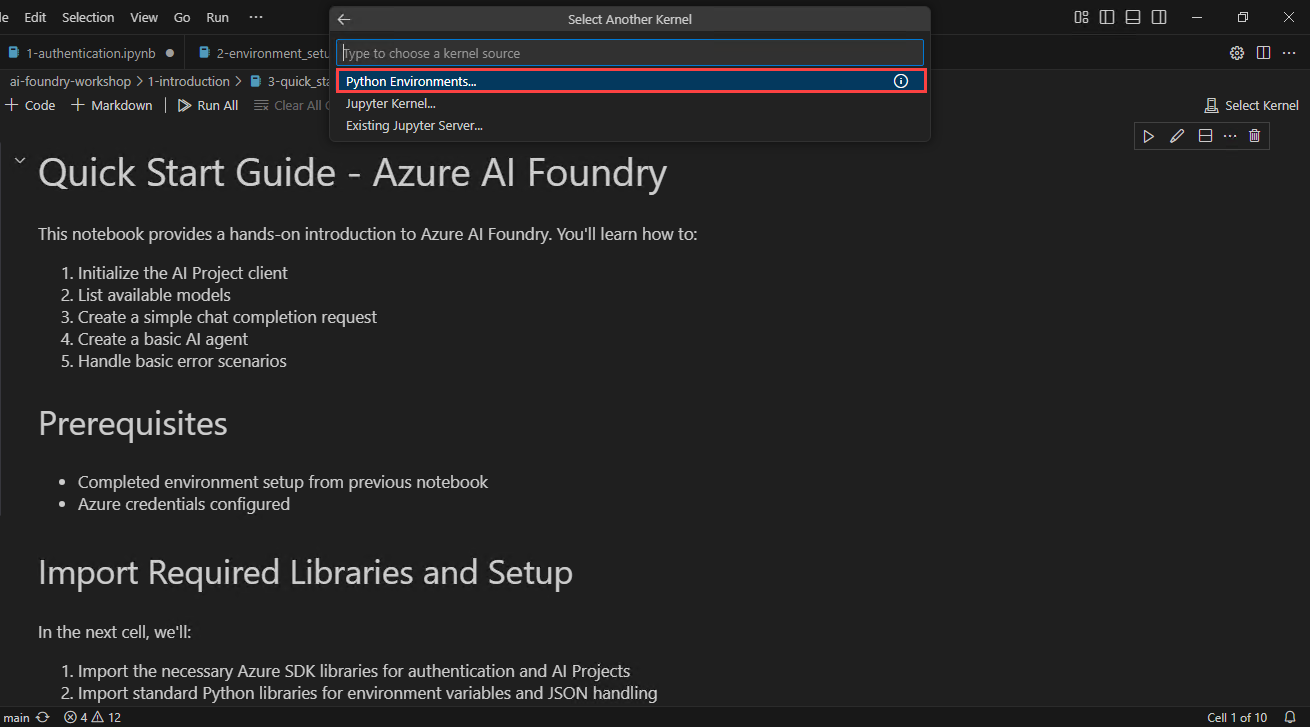 Edit Selection View Go Run ···
Select Another Kernel
1-authentication.ipynb
2-environment_setu
Type to choose a kernel source
Python Environments...
Jupyter Kernel...
Existing Jupyter Server...
ai-foundry-workshop > 1-introduction > 3-quick_sta
+ Code + Markdown Run All Clear All
Select Kernel
Quick Start Guide - Azure AI Foundry
This notebook provides a hands-on introduction to Azure AI Foundry. You'll learn how to:
1. Initialize the AI Project client
2. List available models
3. Create a simple chat completion request
4. Create a basic AI agent
5. Handle basic error scenarios
Prerequisites
• Completed environment setup from previous notebook
• Azure credentials configured
Import Required Libraries and Setup
In the next cell, we'll:
1. Import the necessary Azure SDK libraries for authentication and AI Projects
2. Import standard Python libraries for environment variables and JSON handling
main 4 12
Cell 1 of 10